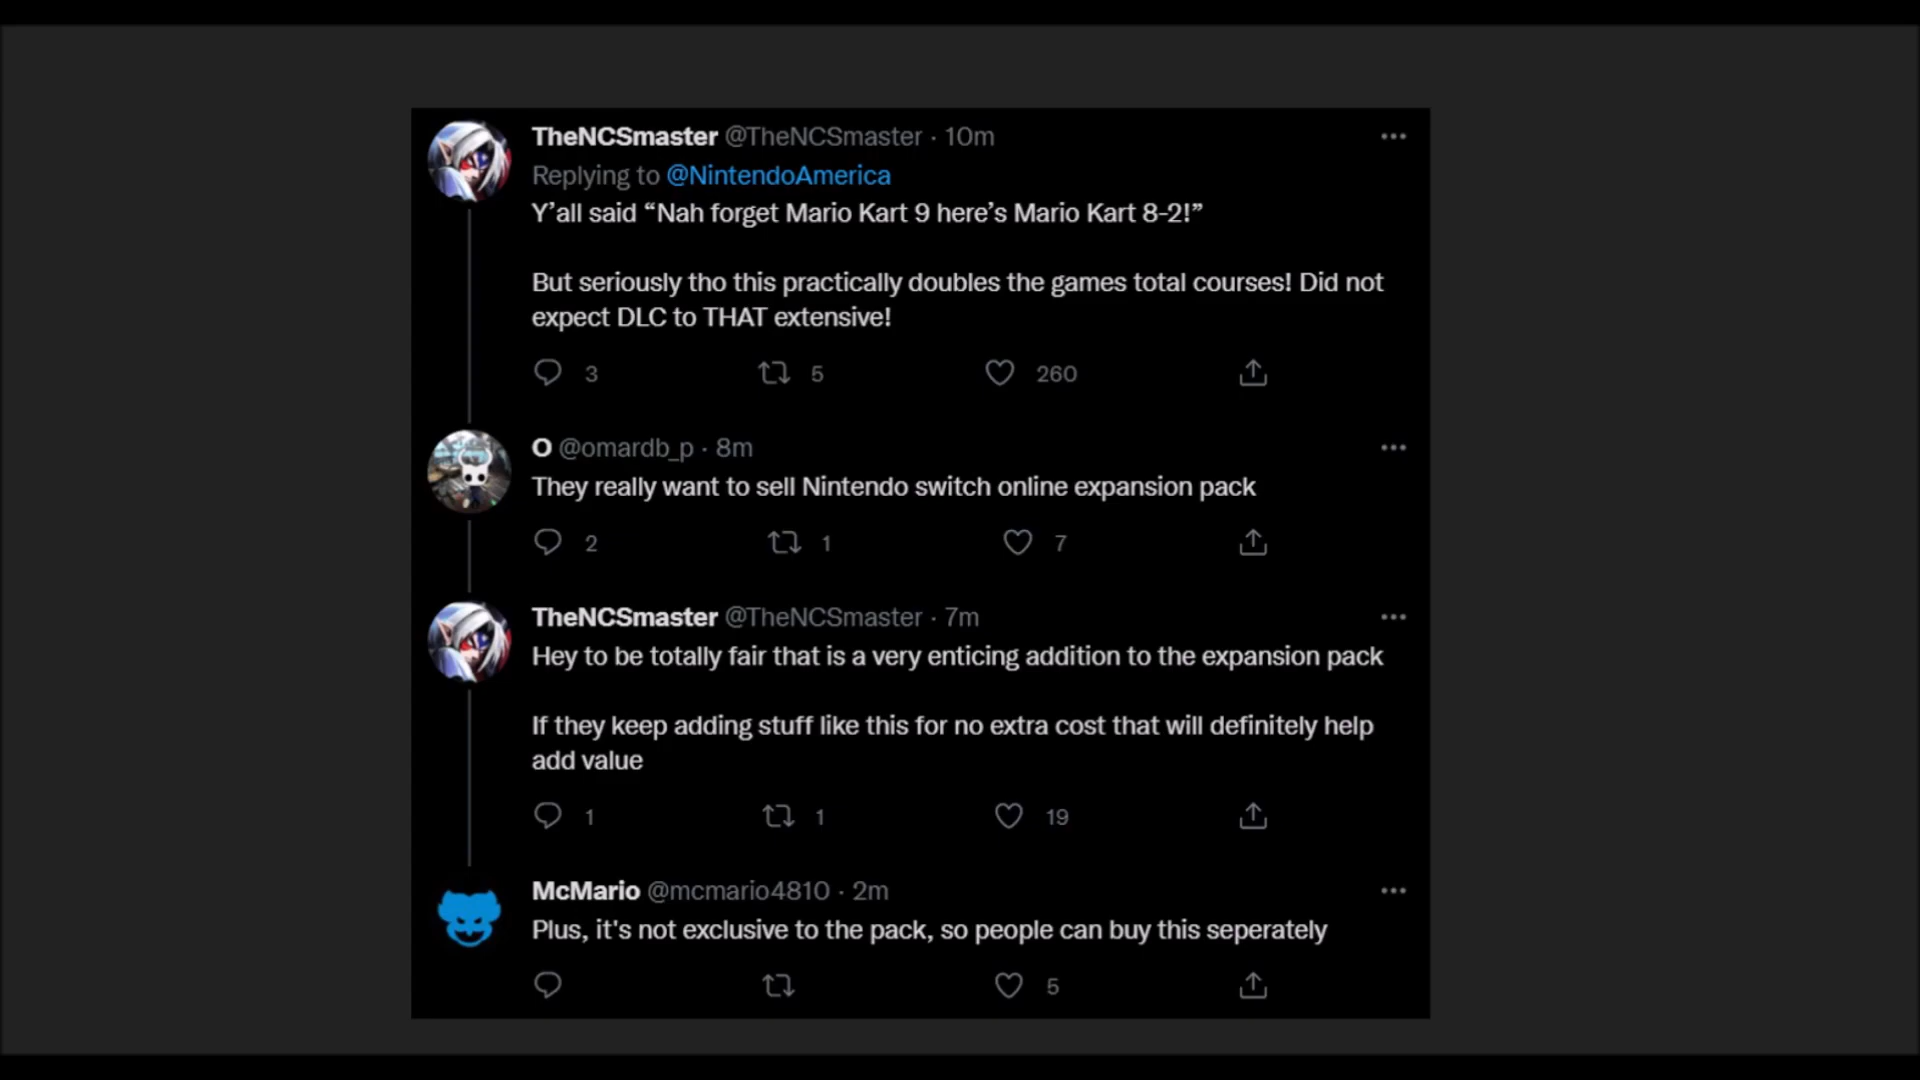 TheNCSmaster @TheNCSmaster · 10m
Replying to @NintendoAmerica
Y’all said “Nah forget Mario Kart 9 here’s Mario Kart 8-2!”
But seriously tho this practically doubles the games total courses! Did not
expect DLC to THAT extensive!
3 5 260
O @omardb_p · 8m
They really want to sell Nintendo switch online expansion pack
2 1 7
TheNCSmaster @TheNCSmaster · 7m
Hey to be totally fair that is a very enticing addition to the expansion pack
If they keep adding stuff like this for no extra cost that will definitely help
add value
1 1 19
McMario @mcmario4810 · 2m
Plus, it's not exclusive to the pack, so people can buy this seperately
5